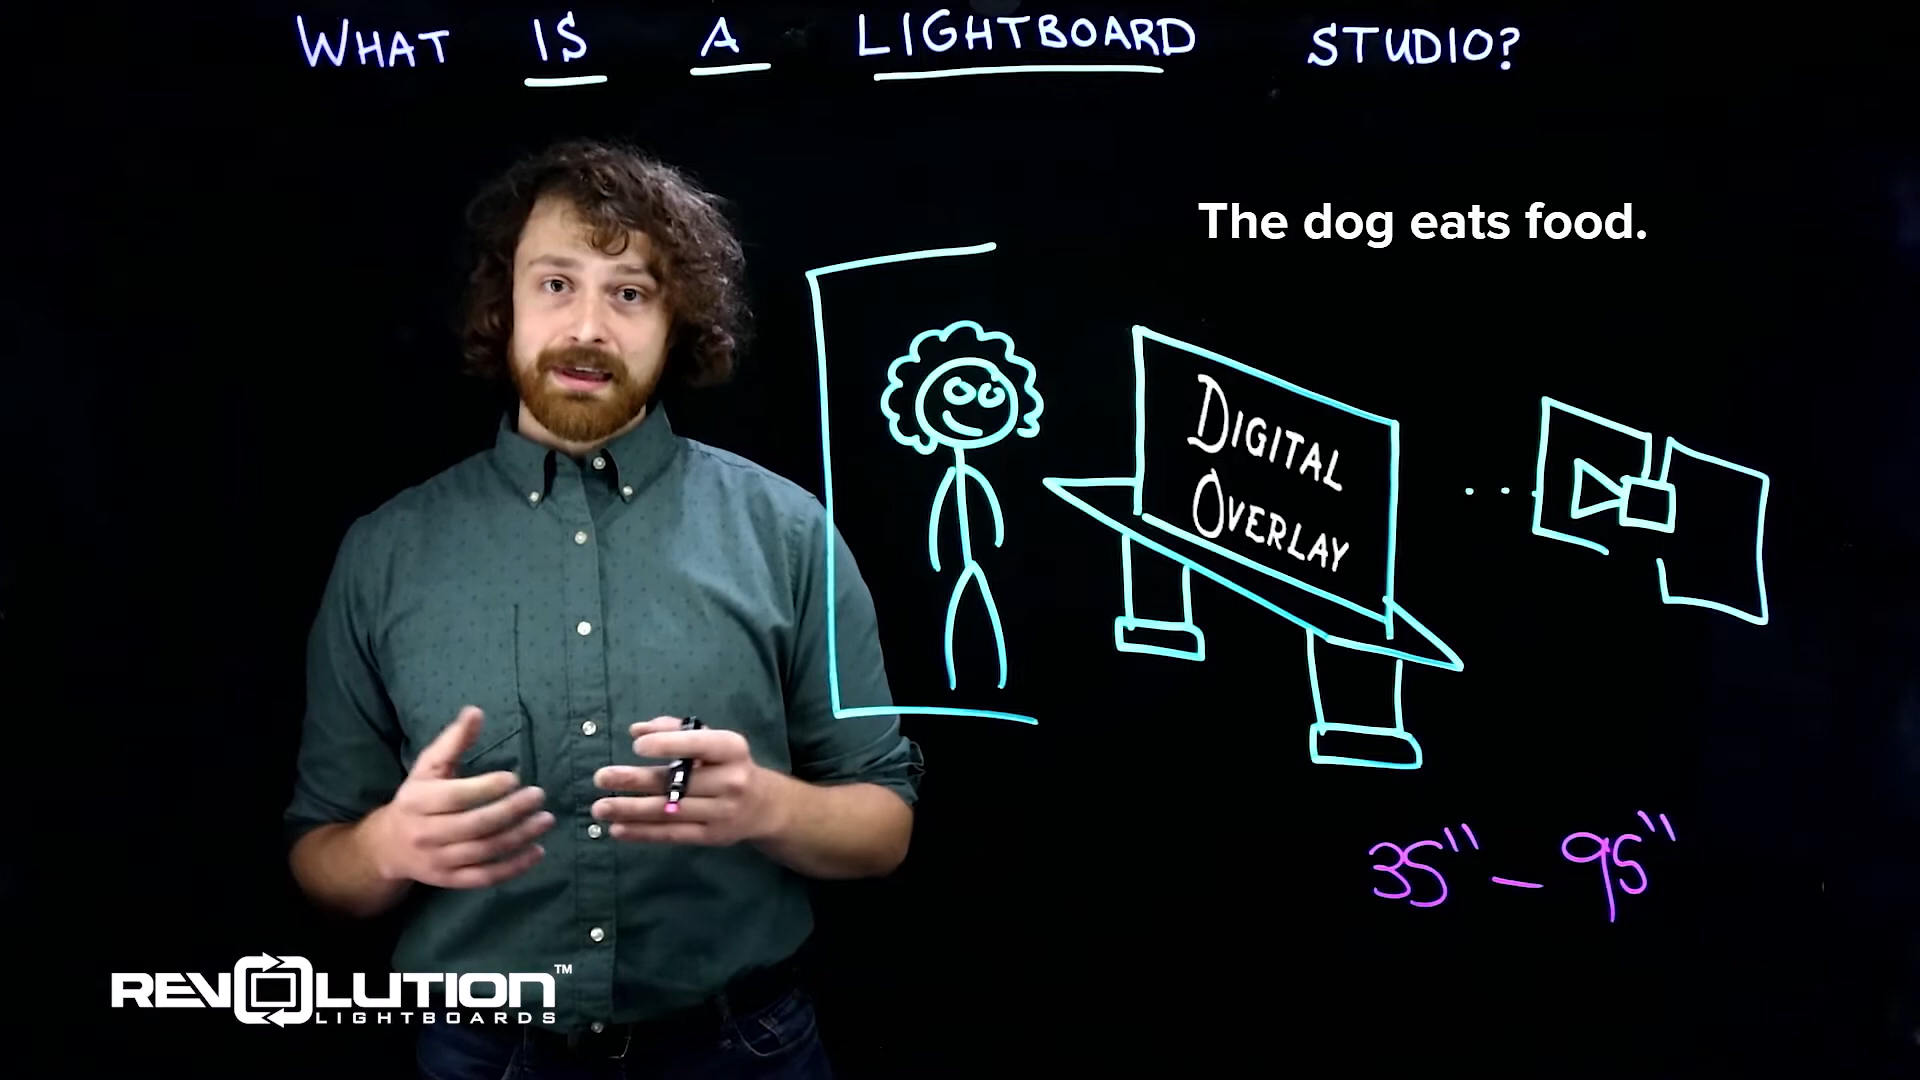 WHAT IS A LIGHTBOARD STUDIO?
The dog eats food.
DIGITAL
OVERLAY
35" – 95"
REVOLUTION™
LIGHTBOARDS